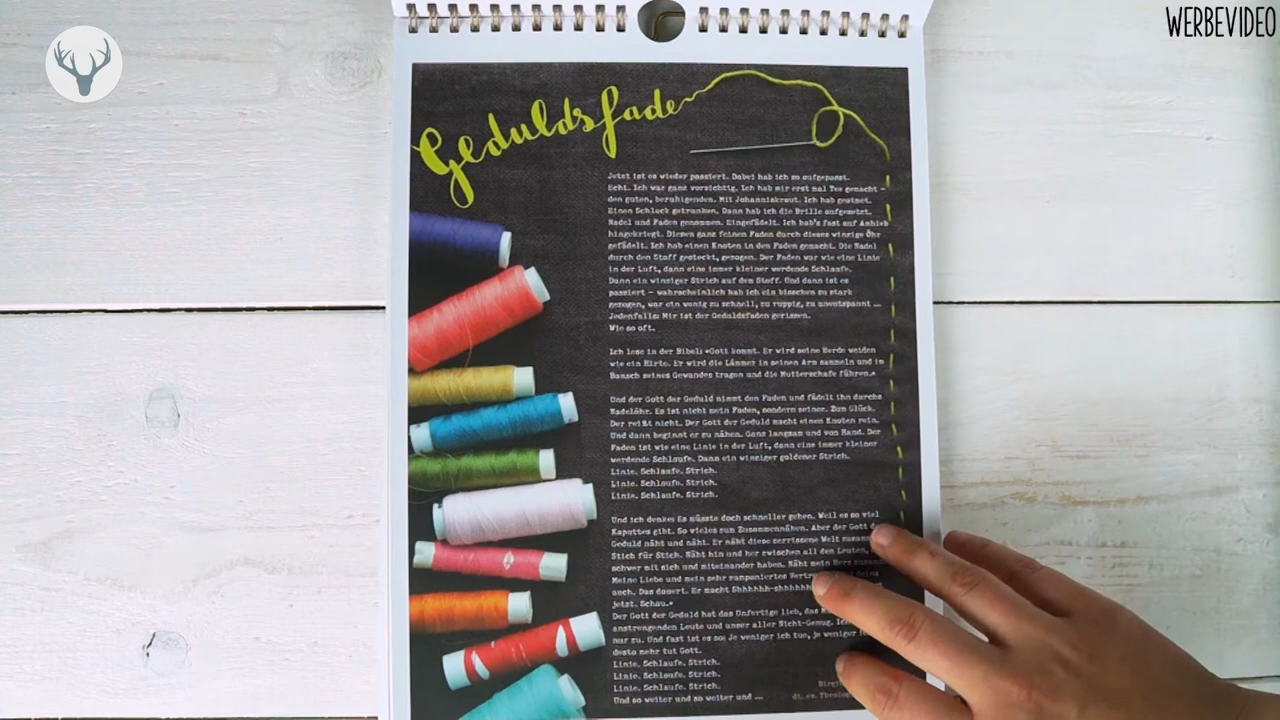 WERBEVIDEO
Geduldsfade
Jetzt ist es wieder passiert. Dabei hab ich so aufgepasst.
Echt. Ich war ganz vorsichtig. Ich hab mir erst mal Tee gemacht –
den guten, beruhigenden. Mit Johanniskraut. Ich hab geatmet.
Einen Schluck getrunken. Dann hab ich die Brille aufgesetzt.
Nadel und Faden genommen. Eingefädelt. Ich hab's fast auf Anhieb
hingekriegt. Diesen ganz feinen Faden durch dieses winzige Öhr
gefädelt. Ich hab einen Knoten in den Faden gemacht. Die Nadel
durch den Stoff gesteckt, gezogen. Der Faden war wie eine Linie
in der Luft, dann eine immer kleiner werdende Schlaufe.
Dann ein winziger Strich auf dem Stoff. Und dann ist es
passiert – wahrscheinlich hab ich ein bisschen zu stark
gezogen, war ein wenig zu schnell, zu ruppig, zu unentspannt ...
Jedenfalls: Mir ist der Geduldsfaden gerissen.
Wie so oft.
Ich lese in der Bibel: »Gott kommt. Er wird seine Herde weiden
wie ein Hirte. Er wird die Lämmer in seinen Arm sammeln und im
Bausch seines Gewandes tragen und die Mutterschafe führen.«
Und der Gott der Geduld nimmt den Faden und fädelt ihn durchs
Nadelöhr. Es ist nicht mein Faden, sondern seiner. Zum Glück.
Der reißt nicht. Der Gott der Geduld macht einen Knoten rein.
Und dann beginnt er zu nähen. Ganz langsam und von Hand. Der
Faden ist wie eine Linie in der Luft, dann eine immer kleiner
werdende Schlaufe. Dann ein winziger goldener Strich.
Linie. Schlaufe. Strich.
Linie. Schlaufe. Strich.
Linie. Schlaufe. Strich.
Und ich denke: Es müsste doch schneller gehen. Weil es so viel
Kaputtes gibt. So vieles zum Zusammennähen. Aber der Gott der
Geduld näht und näht. Er näht diese zerrissene Welt
Stich für Stich. Näht hin und her zwischen all den Leuten,
schwer mit sich und miteinander haben. Näht mein Herz
Meine Liebe und mein sehr ramponiertes deins
auch. Das dauert. Er macht
jetzt. Schau.«
Der Gott der Geduld hat das Unfertige lieb, das
anstrengenden Leute und unser aller Nicht-Genug.
nur zu. Und fast ist es so: Je weniger ich tue, je weniger
desto mehr tut Gott.
Linie. Schlaufe. Strich.
Linie. Schlaufe. Strich.
Linie. Schlaufe. Strich.
Und so weiter und so weiter und ...
dt. ev.